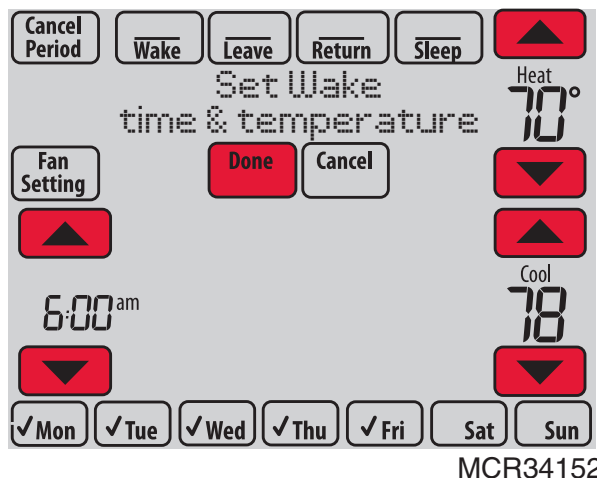 Cancel Period
Wake
Leave
Return
Sleep
Set Wake
time & temperature
Heat
70°
Fan Setting
Done
Cancel
6:00 am
Cool
78
✓ Mon
✓ Tue
✓ Wed
✓ Thu
✓ Fri
Sat
Sun
MCR34152